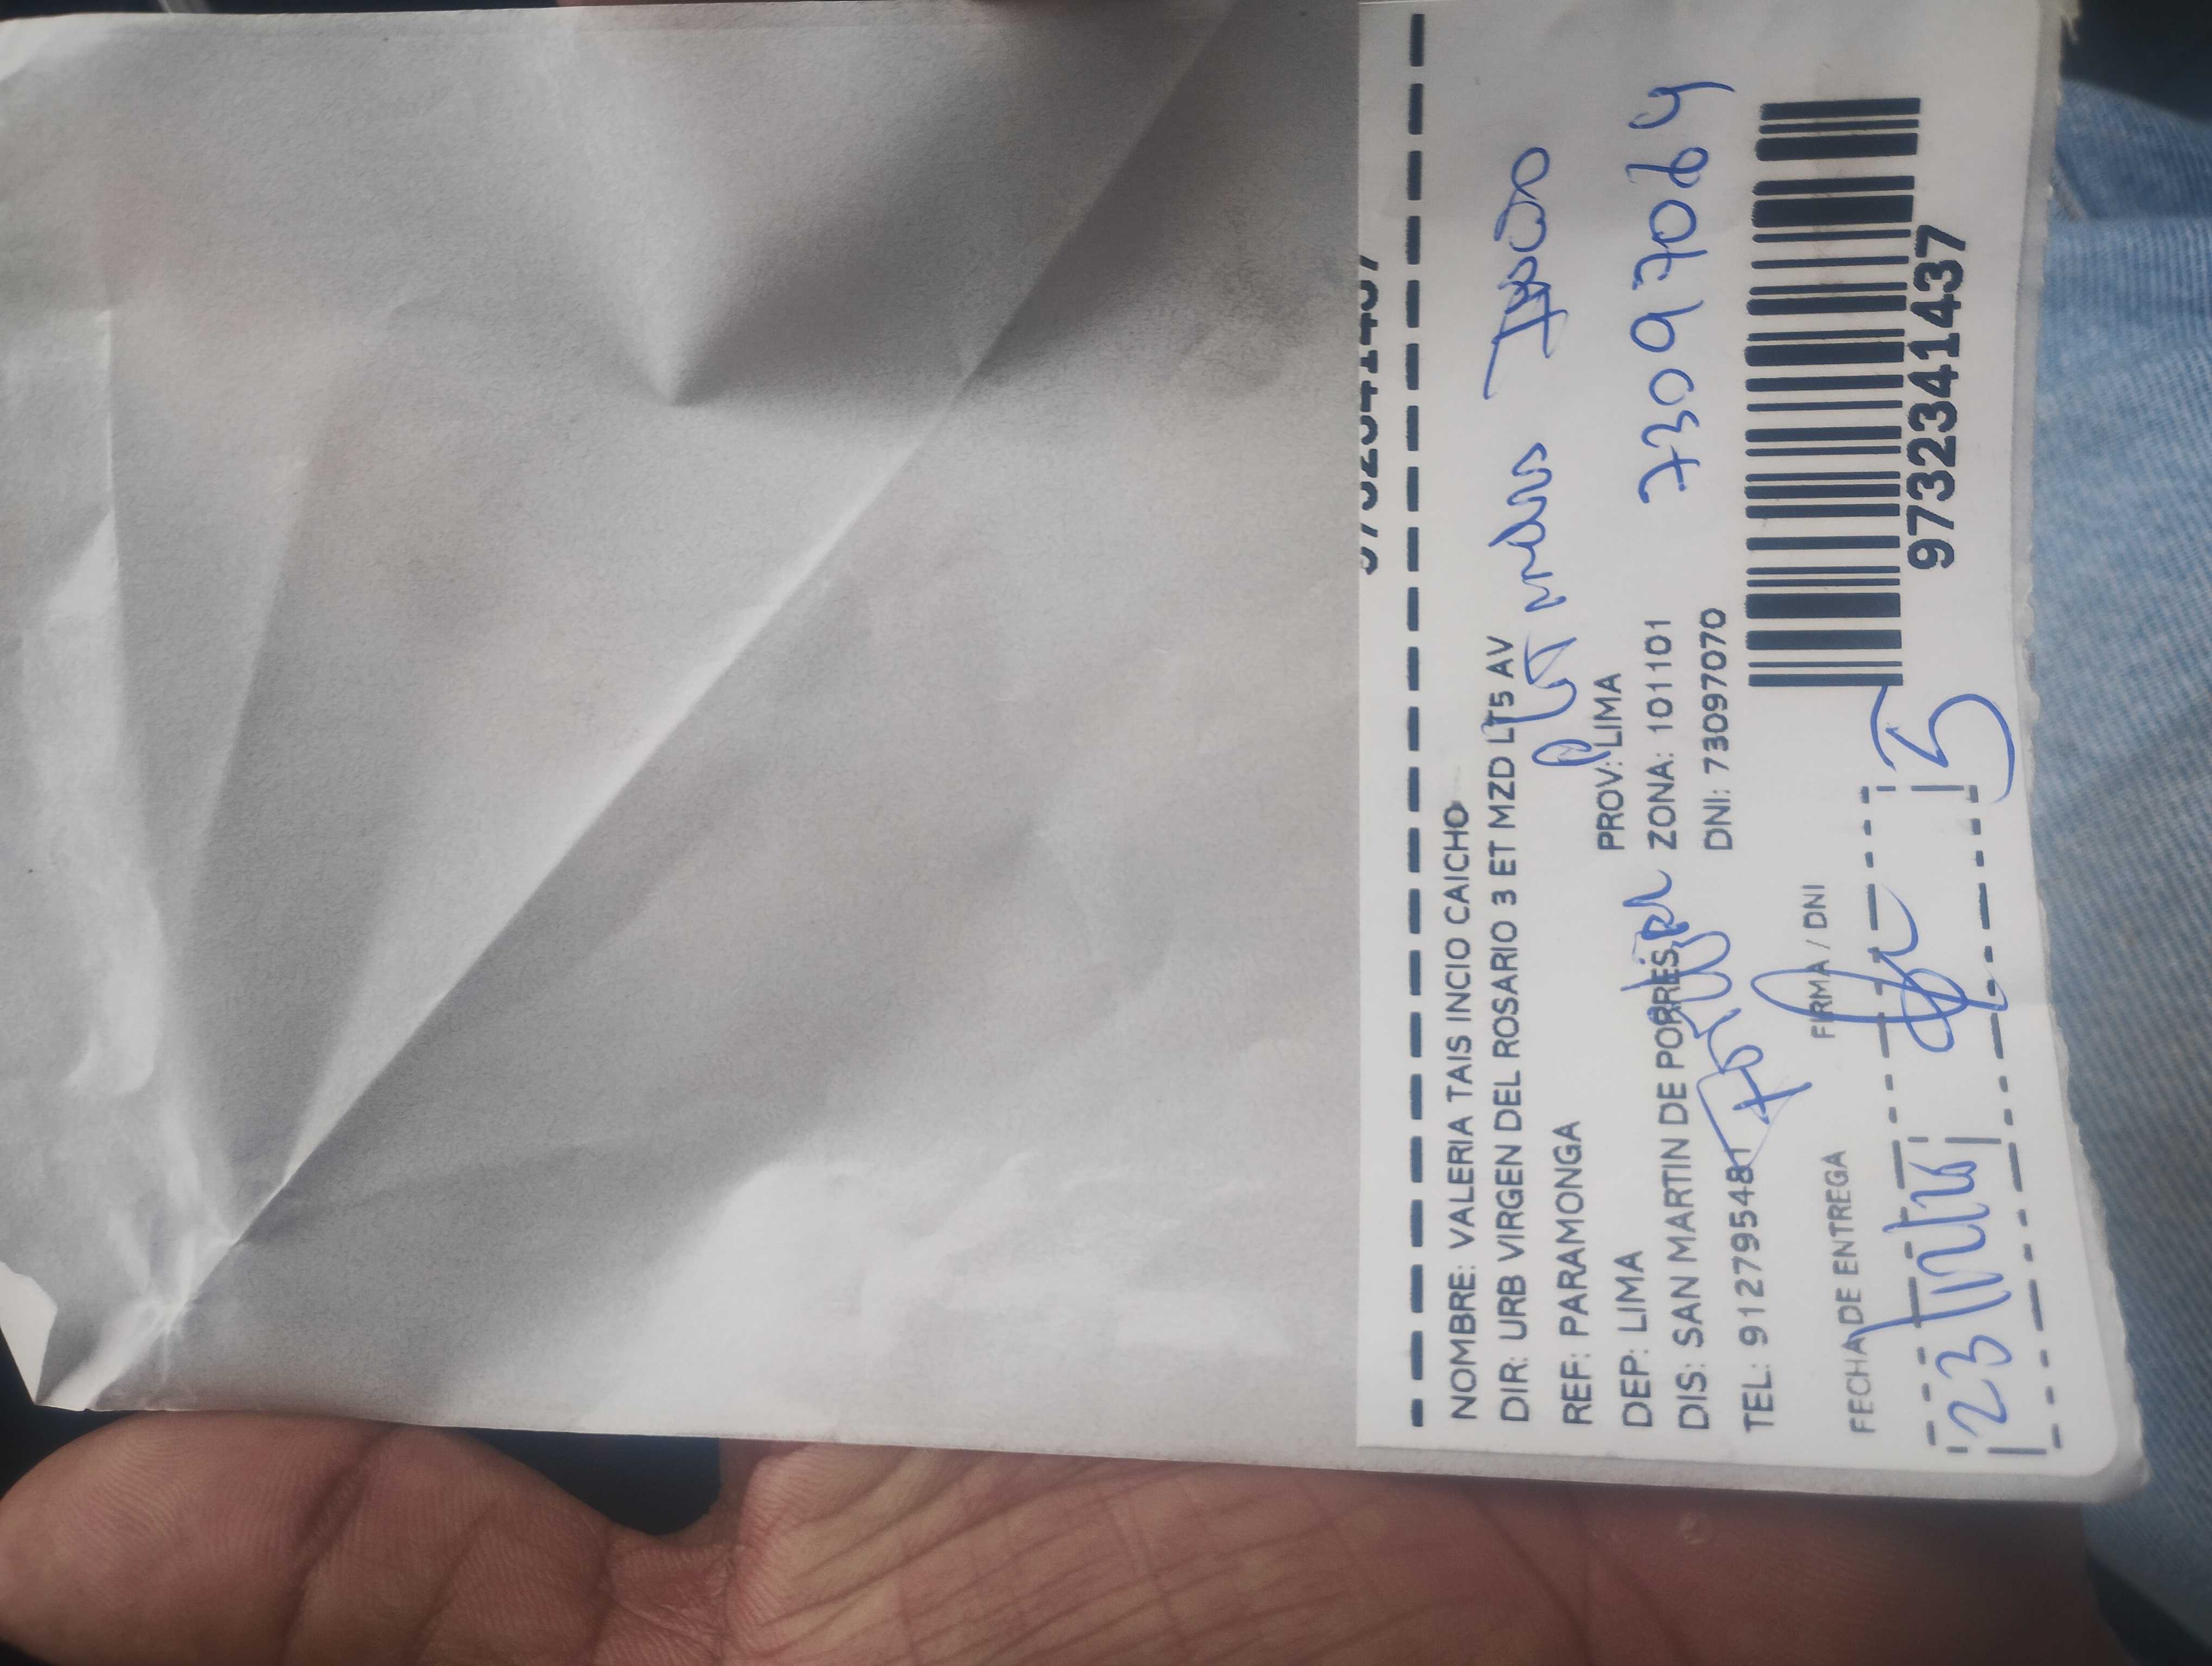 NOMBRE: VALERIA TAIS INCIO CAICHO
DIR: URB VIRGEN DEL ROSARIO 3 ET MZD LT5 AV
REF: PARAMONGA
DEP: LIMA PROV: LIMA
DIS: SAN MARTIN DE PORRES ZONA: 101101
73097064
TEL: 912795481 DNI: 73097070
FECHA DE ENTREGA FIRMA / DNI
23
9732341437